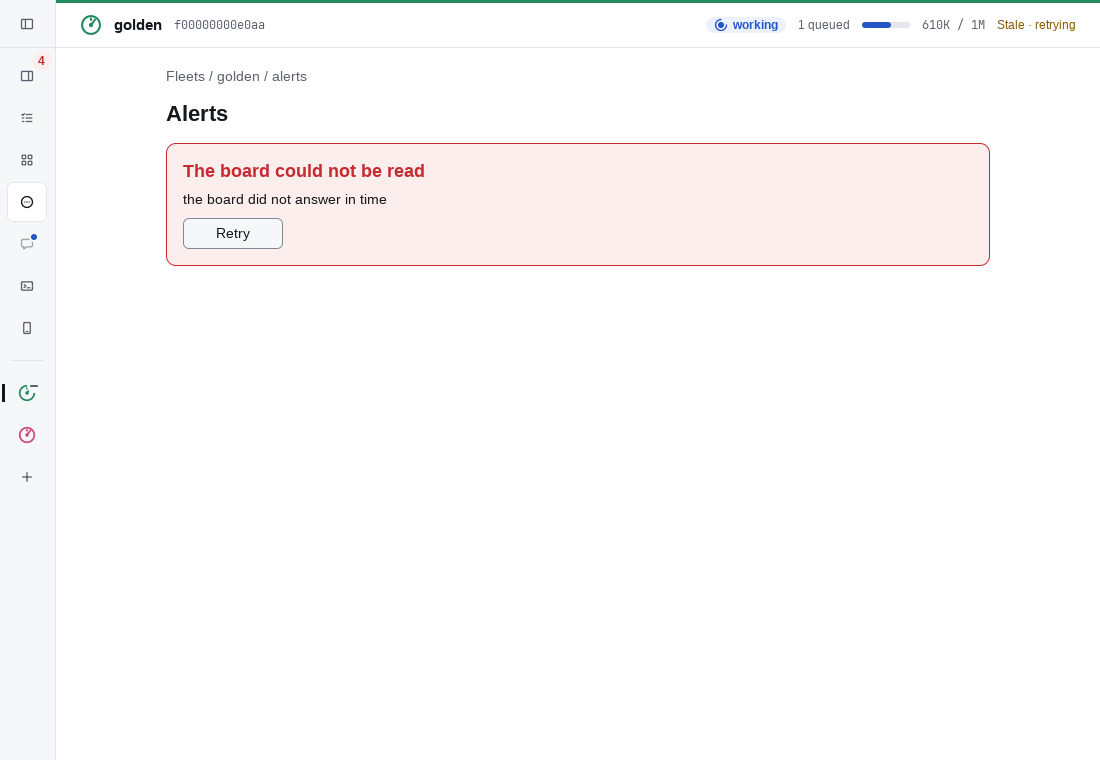 golden f00000000e0aa working 1 queued 610K / 1M Stale · retrying
4
Fleets / golden / alerts
Alerts
The board could not be read
the board did not answer in time
Retry